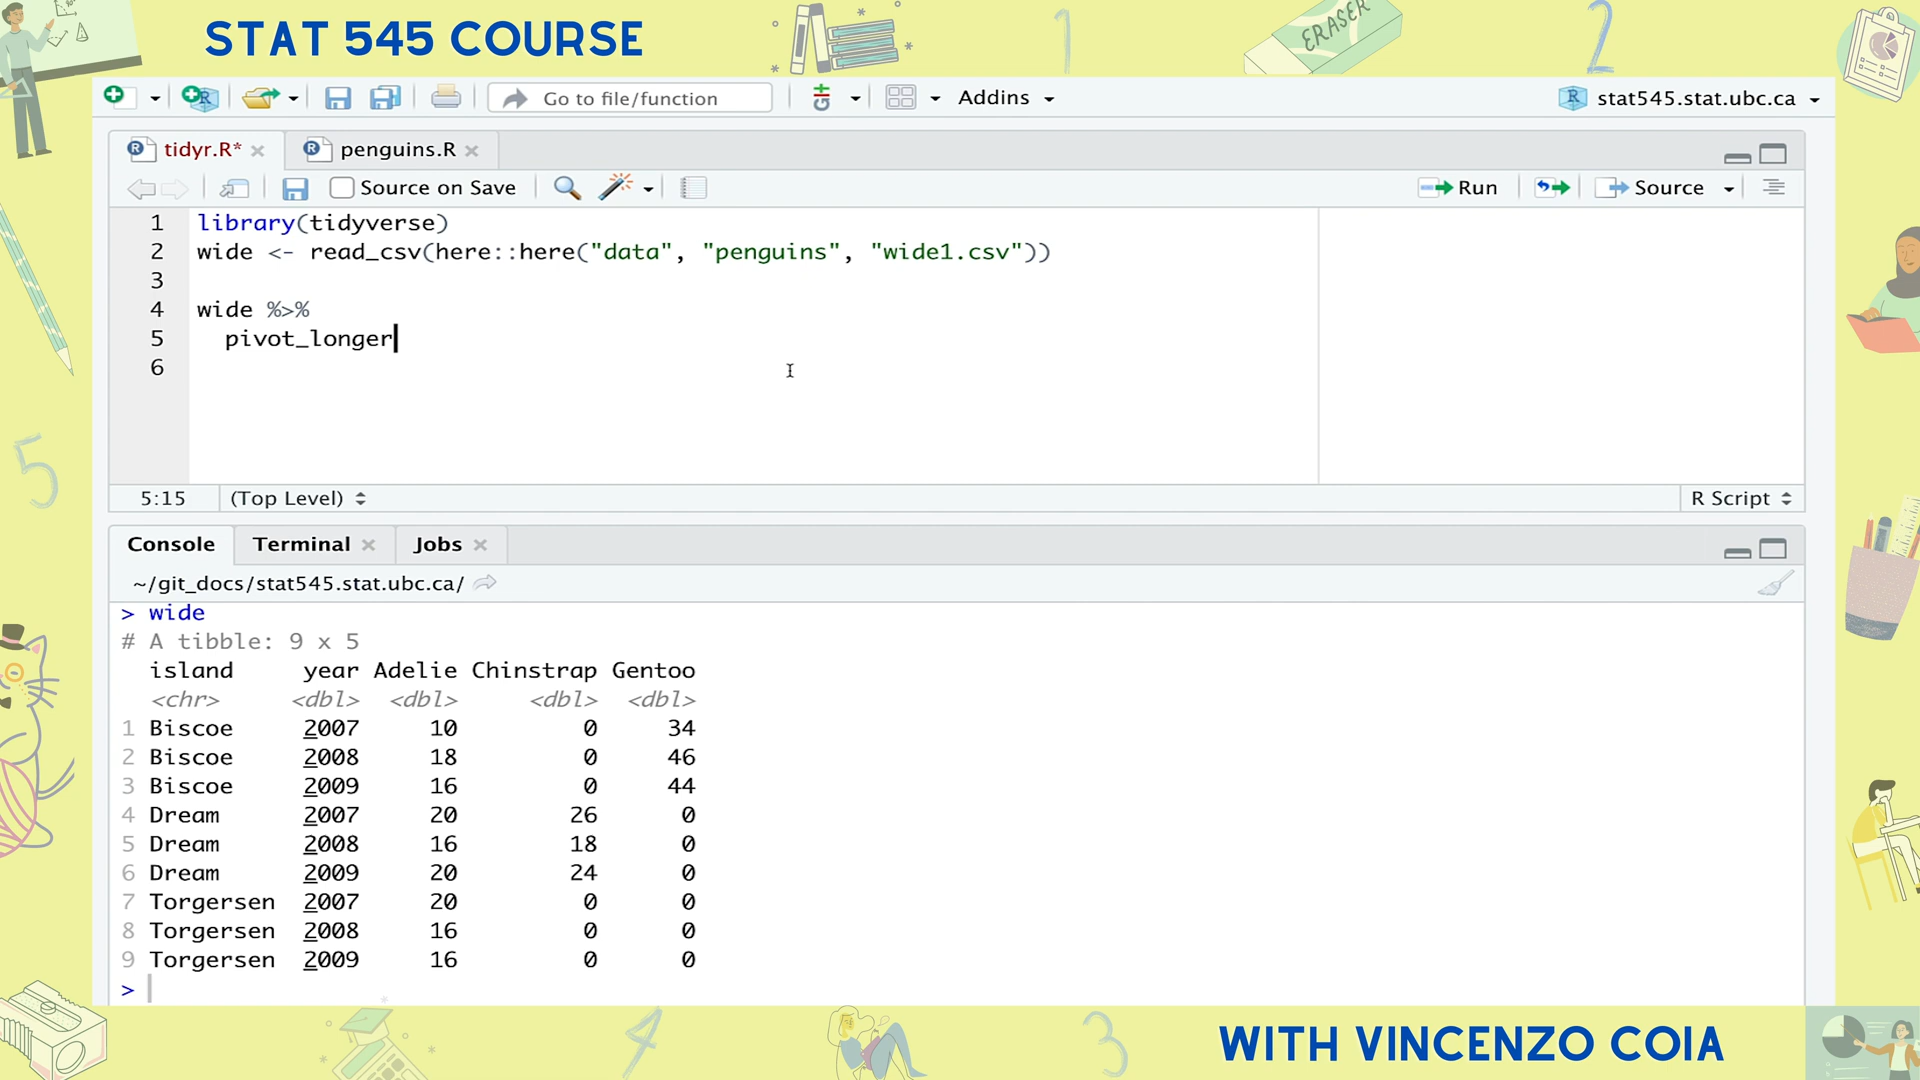 STAT 545 COURSE
1
ERASER
2
R
Go to file/function
Addins
R stat545.stat.ubc.ca
R tidyr.R*
R penguins.R
Source on Save
Run
Source
1 library(tidyverse)
2 wide <- read_csv(here::here("data", "penguins", "wide1.csv"))
3
4 wide %>%
5 pivot_longer
6
5
5:15 (Top Level)
R Script
Console Terminal Jobs
~/git_docs/stat545.stat.ubc.ca/
> wide
# A tibble: 9 x 5
island year Adelie Chinstrap Gentoo
<chr> <dbl> <dbl> <dbl> <dbl>
1 Biscoe 2007 10 0 34
2 Biscoe 2008 18 0 46
3 Biscoe 2009 16 0 44
4 Dream 2007 20 26 0
5 Dream 2008 16 18 0
6 Dream 2009 20 24 0
7 Torgersen 2007 20 0 0
8 Torgersen 2008 16 0 0
9 Torgersen 2009 16 0 0
>
4
3
WITH VINCENZO COIA